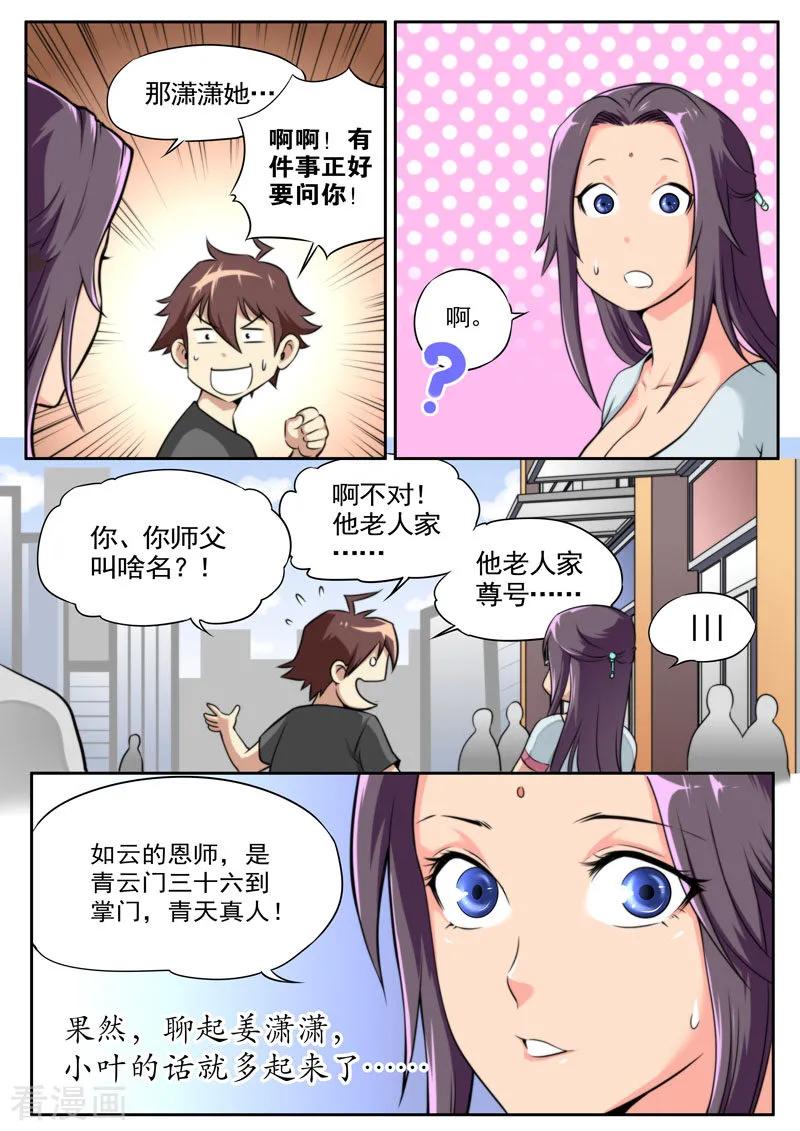 那潇潇她…
啊啊！有
件事正好
要问你！
啊。
？
你、你师父
叫啥名？！
啊不对！
他老人家
……
他老人家
尊号……
|||
如云的恩师，是
青云门三十六到
掌门，青天真人！
果然，聊起姜潇潇，
小叶的话就多起来了……
看漫画